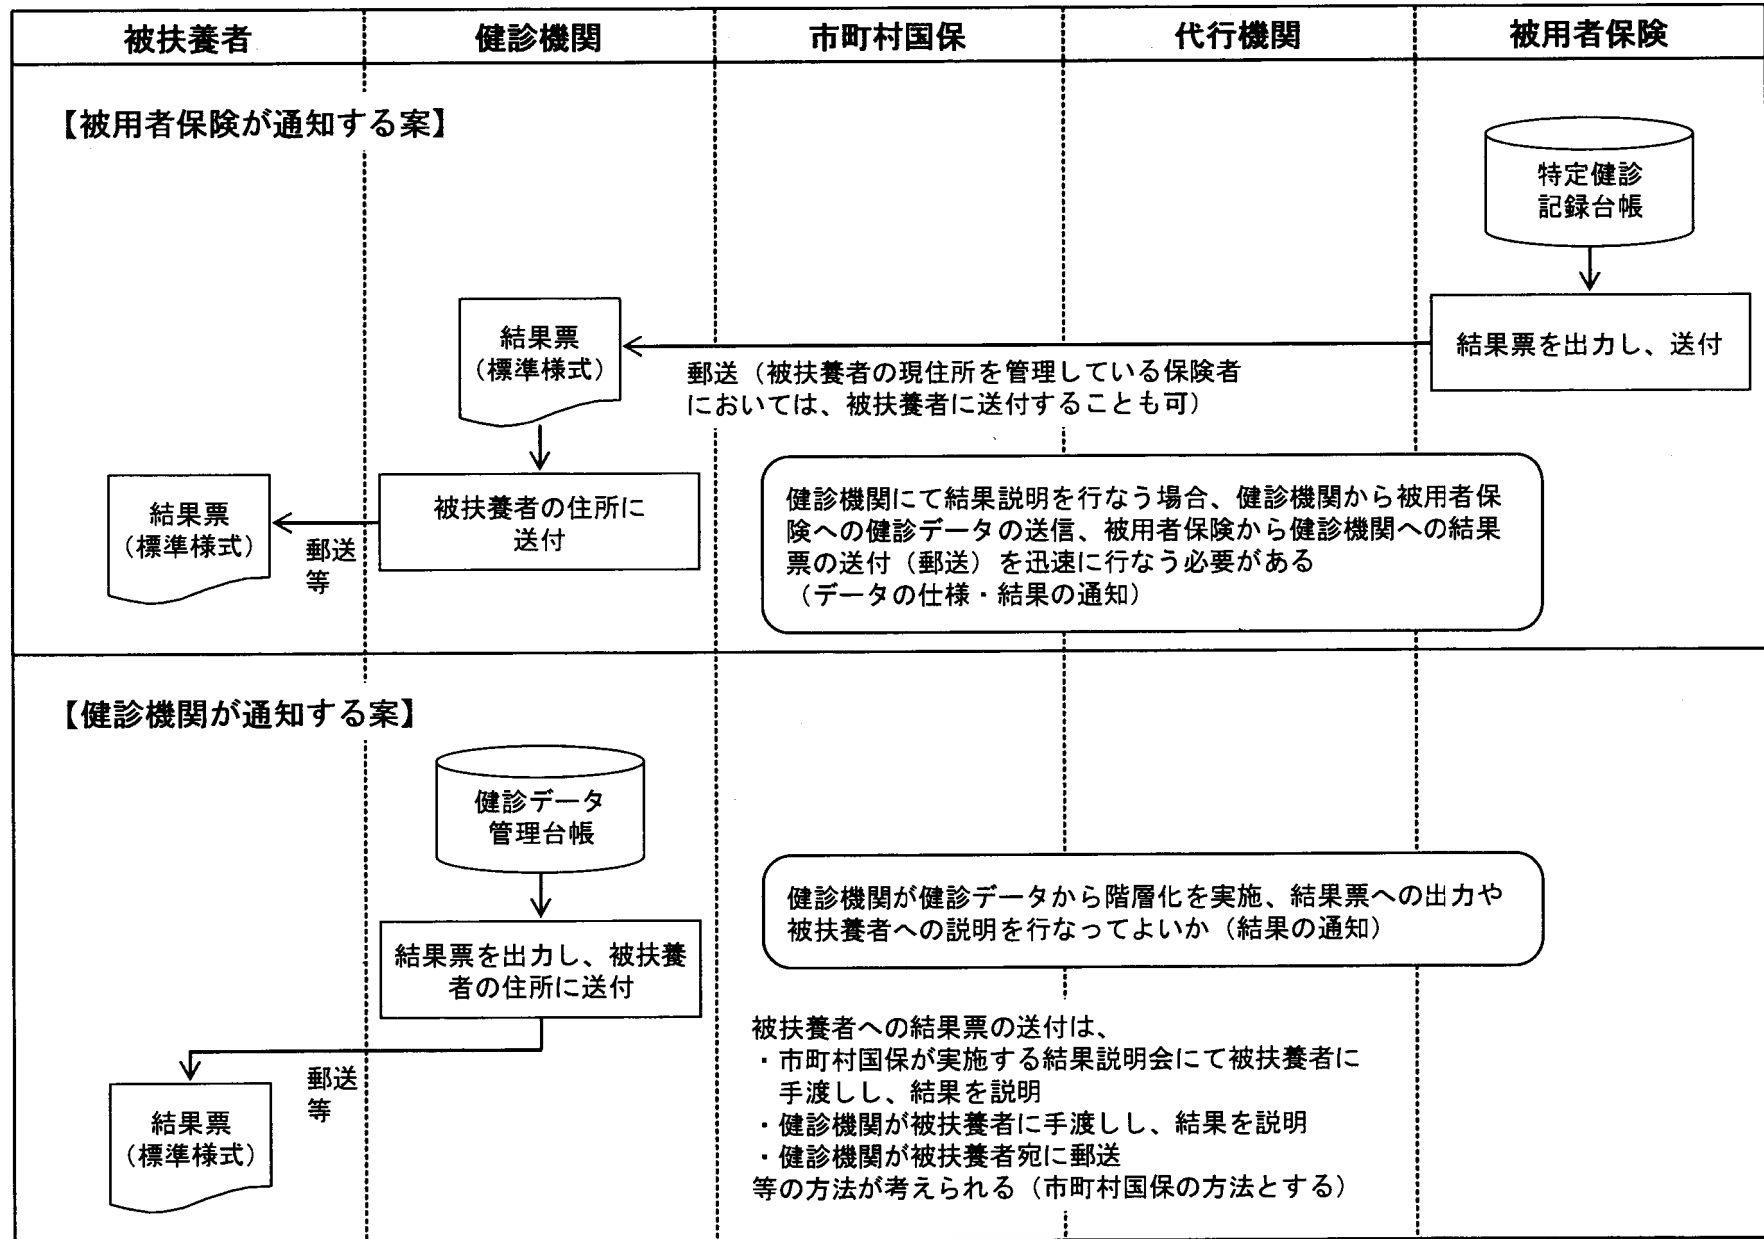 被扶養者
健診機関
市町村国保
代行機関
被用者保険
【被用者保険が通知する案】
特定健診
記録台帳
結果票を出力し、送付
結果票
(標準様式)
郵送（被扶養者の現住所を管理している保険者
においては、被扶養者に送付することも可）
被扶養者の住所に
送付
郵送
等
結果票
(標準様式)
健診機関にて結果説明を行なう場合、健診機関から被用者保
険への健診データの送信、被用者保険から健診機関への結果
票の送付（郵送）を迅速に行なう必要がある
（データの仕様・結果の通知）
【健診機関が通知する案】
健診データ
管理台帳
結果票を出力し、被扶養
者の住所に送付
郵送
等
結果票
(標準様式)
健診機関が健診データから階層化を実施、結果票への出力や
被扶養者への説明を行なってよいか（結果の通知）
被扶養者への結果票の送付は、
・市町村国保が実施する結果説明会にて被扶養者に
手渡しし、結果を説明
・健診機関が被扶養者に手渡しし、結果を説明
・健診機関が被扶養者宛に郵送
等の方法が考えられる（市町村国保の方法とする）